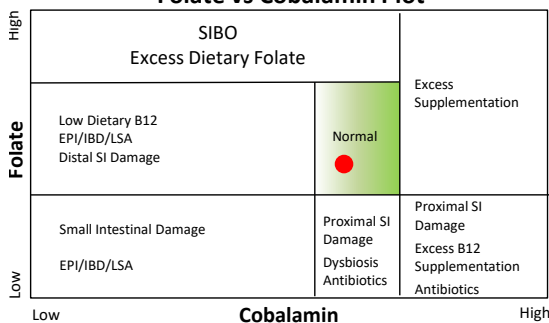 Folate vs Cobalamin Plot
High
SIBO
Excess Dietary Folate
Excess
Supplementation
Low Dietary B12
EPI/IBD/LSA
Distal SI Damage
Normal
Folate
Small Intestinal Damage
EPI/IBD/LSA
Proximal SI
Damage
Dysbiosis
Antibiotics
Proximal SI
Damage
Excess B12
Supplementation
Antibiotics
Low
Low
Cobalamin
High